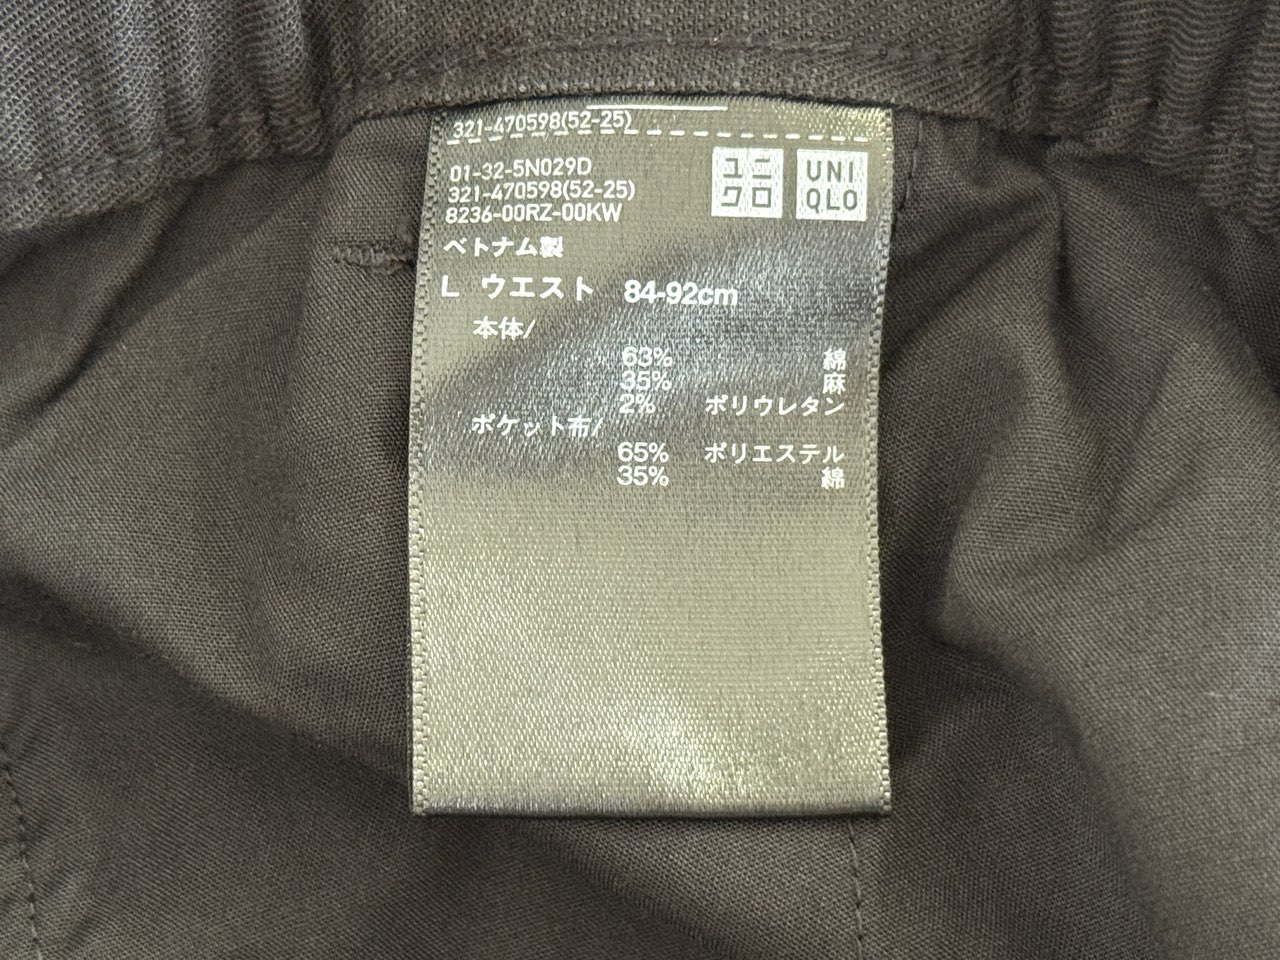 321-470598(52-25)
01-32-5N029D
321-470598(52-25)
8236-00RZ-00KW
ユニ
クロ
UNI
QLO
ベトナム製
L ウエスト 84-92cm
本体/
63% 綿
35% 麻
2% ポリウレタン
ポケット布/
65% ポリエステル
35% 綿